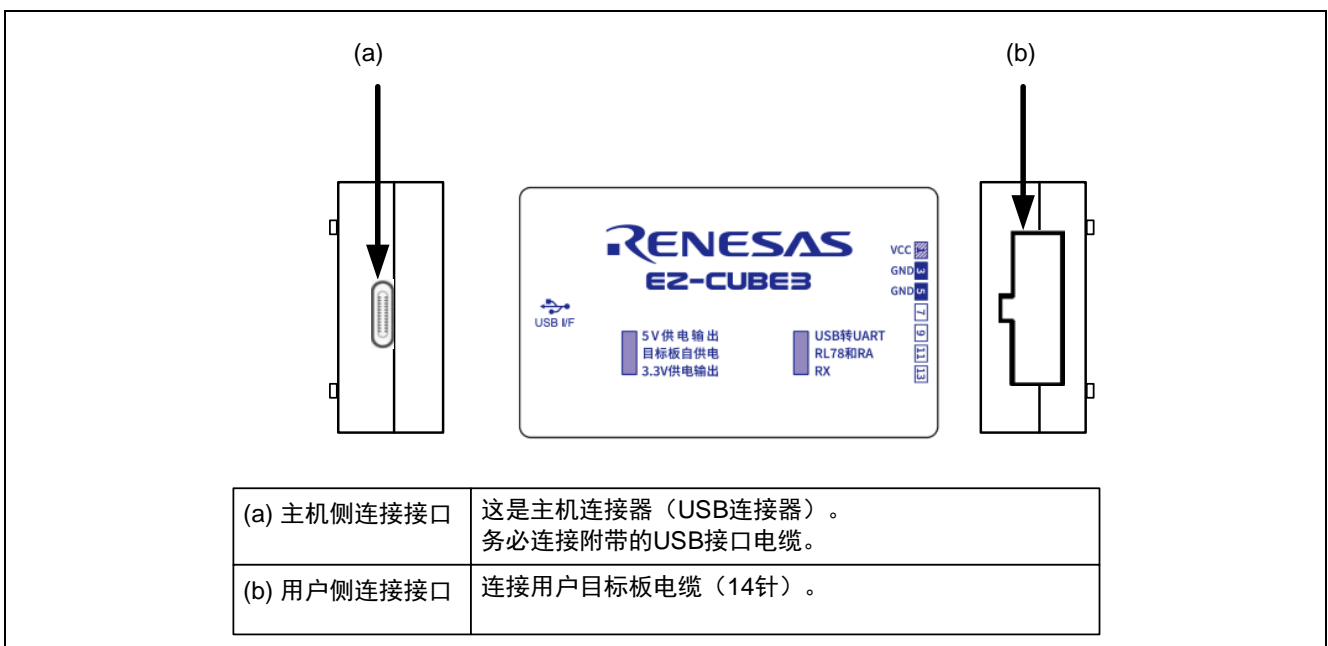 (a)
(b)
RENESAS
EZ-CUBE3
USB I/F
5V供电输出
目标板自供电
3.3V供电输出
USB转UART
RL78和RA
RX
VCC 1
GND 3
GND 5
7
9
11
13
(a) 主机侧连接接口
这是主机连接器（USB连接器）。
务必连接附带的USB接口电缆。
(b) 用户侧连接接口
连接用户目标板电缆（14针）。